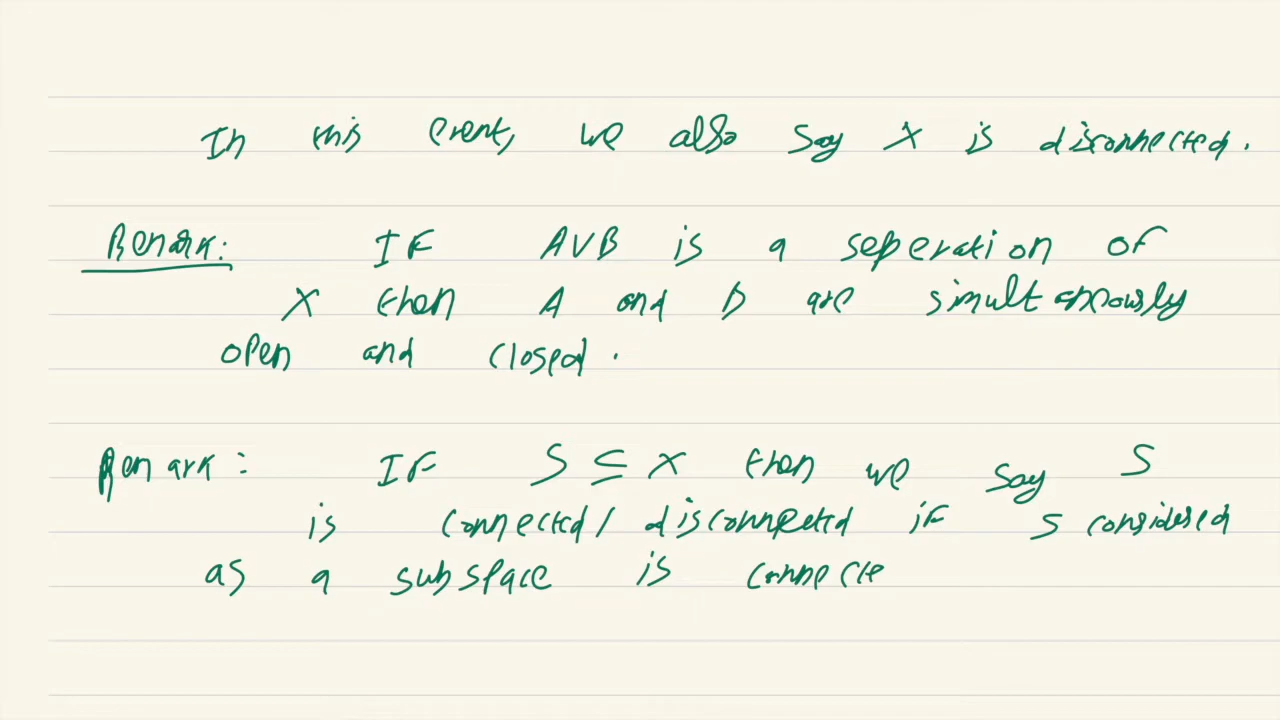 In this event, we also say X is disconnected.
Remark: If A∪B is a seperation of
X then A and B are simultaneously
open and closed.
Remark: If S ⊆ X then we say S
is connected/disconnected if S considered
as a subspace is connecte